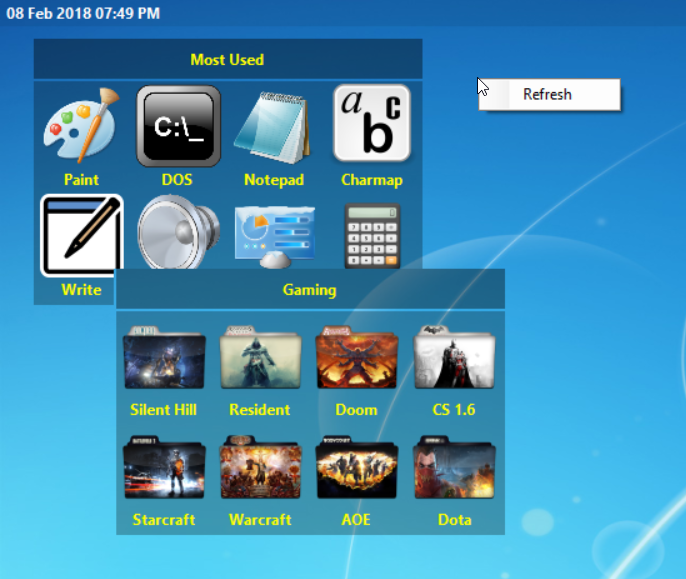 08 Feb 2018 07:49 PM
Most Used
Refresh
C:\_
a b c
Paint DOS Notepad Charmap
Write
Gaming
Silent Hill Resident Doom CS 1.6
Starcraft Warcraft AOE Dota